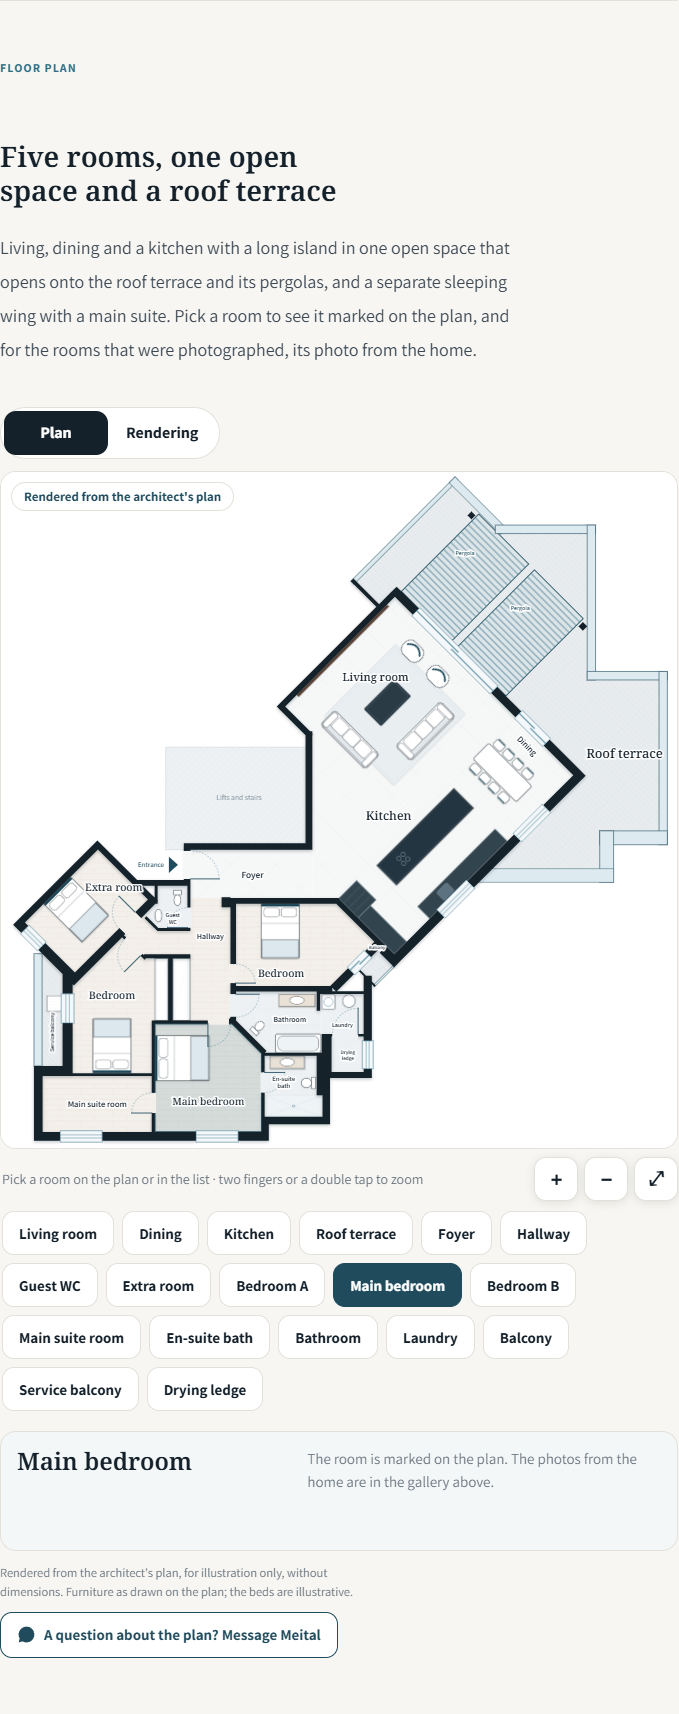 FLOOR PLAN
Five rooms, one open
space and a roof terrace
Living, dining and a kitchen with a long island in one open space that
opens onto the roof terrace and its pergolas, and a separate sleeping
wing with a main suite. Pick a room to see it marked on the plan, and
for the rooms that were photographed, its photo from the home.
Plan
Rendering
Rendered from the architect's plan
Pergola
Pergola
Living room
Dining
Roof terrace
Lifts and stairs
Kitchen
Entrance
Foyer
Extra room
Guest
WC
Hallway
Balcony
Bedroom
Bedroom
Service balcony
Bathroom
Laundry
Drying
ledge
En-suite
bath
Main suite room
Main bedroom
Pick a room on the plan or in the list · two fingers or a double tap to zoom
+
−
Living room
Dining
Kitchen
Roof terrace
Foyer
Hallway
Guest WC
Extra room
Bedroom A
Main bedroom
Bedroom B
Main suite room
En-suite bath
Bathroom
Laundry
Balcony
Service balcony
Drying ledge
Main bedroom
The room is marked on the plan. The photos from the
home are in the gallery above.
Rendered from the architect's plan, for illustration only, without
dimensions. Furniture as drawn on the plan; the beds are illustrative.
A question about the plan? Message Meital